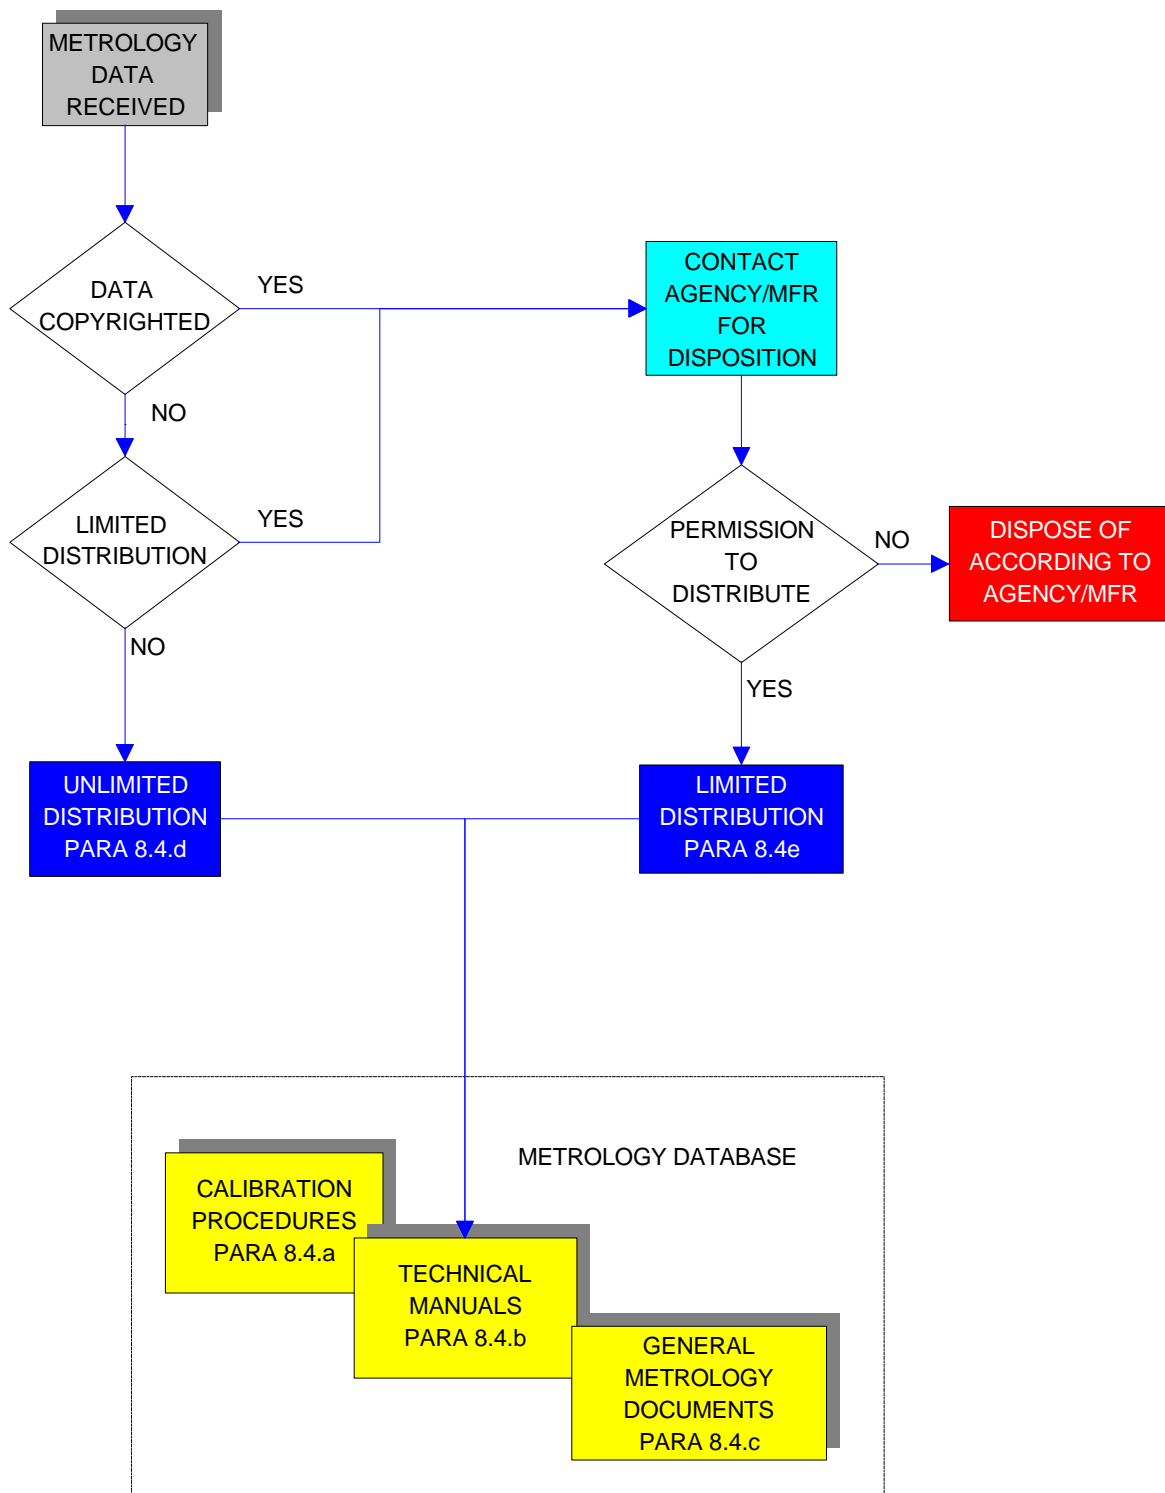 METROLOGY
DATA
RECEIVED
DATA
COPYRIGHTED
YES
NO
CONTACT
AGENCY/MFR
FOR
DISPOSITION
LIMITED
DISTRIBUTION
YES
NO
PERMISSION
TO
DISTRIBUTE
NO
YES
DISPOSE OF
ACCORDING TO
AGENCY/MFR
UNLIMITED
DISTRIBUTION
PARA 8.4.d
LIMITED
DISTRIBUTION
PARA 8.4e
METROLOGY DATABASE
CALIBRATION
PROCEDURES
PARA 8.4.a
TECHNICAL
MANUALS
PARA 8.4.b
GENERAL
METROLOGY
DOCUMENTS
PARA 8.4.c